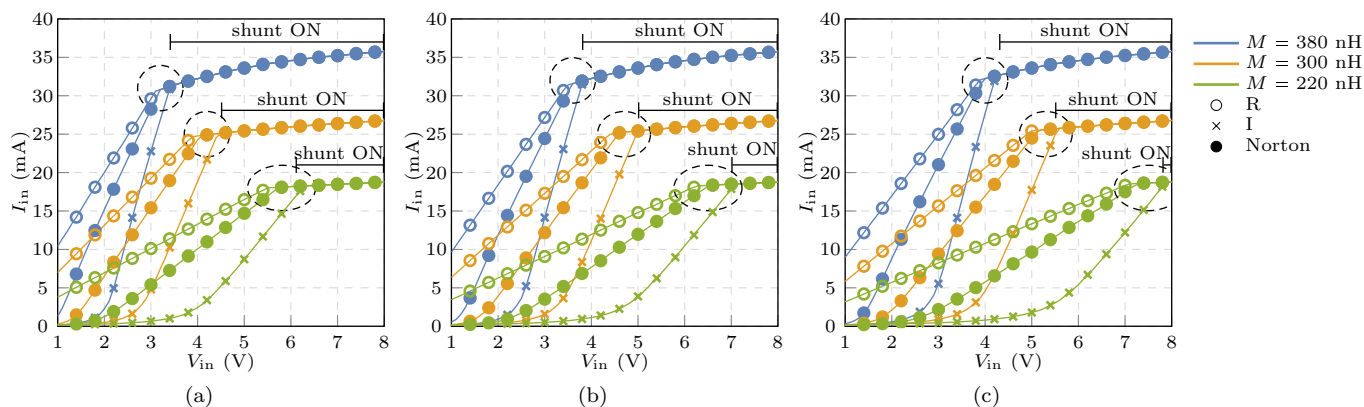 40
35
30
25
20
15
10
5
0
I_in (mA)
shunt ON
shunt ON
shunt ON
1 2 3 4 5 6 7 8
V_in (V)
(a)
40
35
30
25
20
15
10
5
0
I_in (mA)
shunt ON
shunt ON
shunt ON
1 2 3 4 5 6 7 8
V_in (V)
(b)
40
35
30
25
20
15
10
5
0
I_in (mA)
shunt ON
shunt ON
shunt ON
1 2 3 4 5 6 7 8
V_in (V)
(c)
M = 380 nH
M = 300 nH
M = 220 nH
R
I
Norton